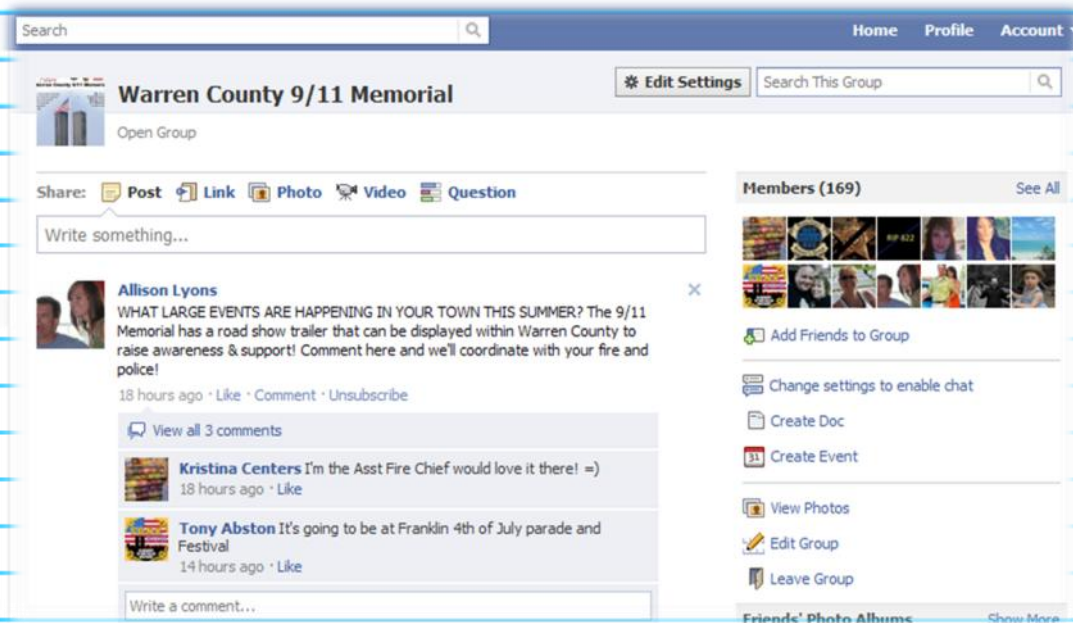 Search
Home Profile Account
Warren County 9/11 Memorial
Edit Settings
Search This Group
Open Group
Share: Post Link Photo Video Question
Write something...
Allison Lyons
WHAT LARGE EVENTS ARE HAPPENING IN YOUR TOWN THIS SUMMER? The 9/11
Memorial has a road show trailer that can be displayed within Warren County to
raise awareness & support! Comment here and we'll coordinate with your fire and
police!
18 hours ago · Like · Comment · Unsubscribe
View all 3 comments
Kristina Centers I'm the Asst Fire Chief would love it there! =)
18 hours ago · Like
Tony Abston It's going to be at Franklin 4th of July parade and
Festival
14 hours ago · Like
Write a comment...
Members (169) See All
RIP 822
Add Friends to Group
Change settings to enable chat
Create Doc
31 Create Event
View Photos
Edit Group
Leave Group
Friends' Photo Albums Show More